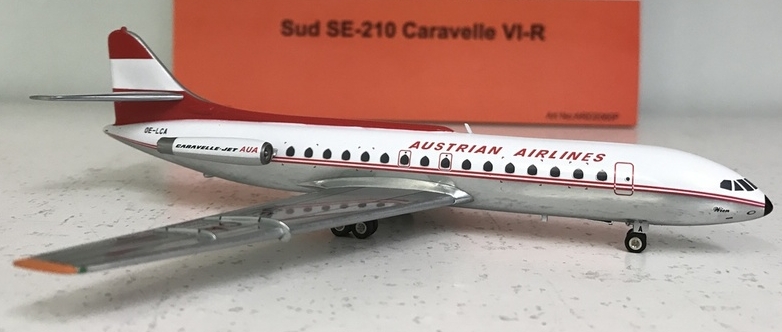 Sud SE-210 Caravelle VI-R
OE-LCA
CARAVELLE-JET AUA
AUSTRIAN AIRLINES
Wien
A